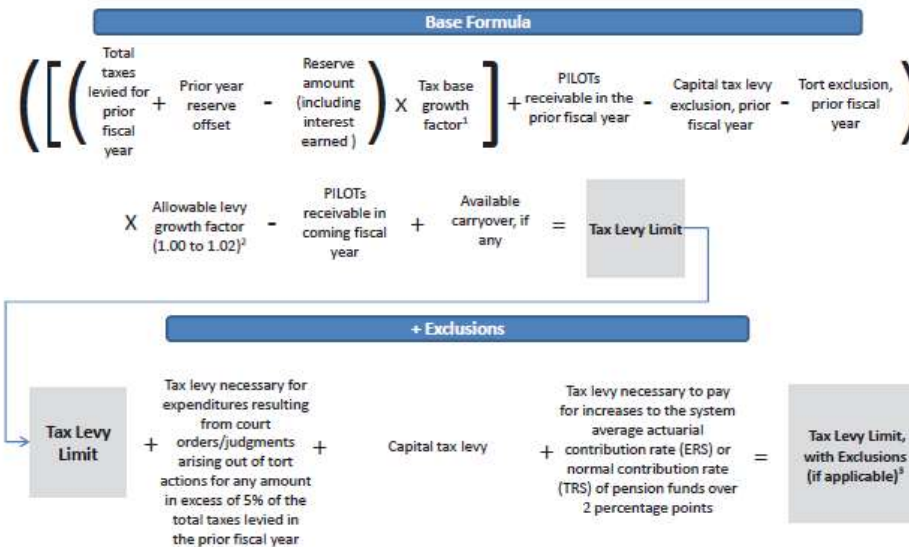 Base Formula
Total
taxes
levied for
prior
fiscal
year
+
Prior year
reserve
offset
-
Reserve
amount
(including
interest
earned )
X
Tax base
growth
factor¹
+
PILOTs
receivable in the
prior fiscal year
-
Capital tax levy
exclusion, prior
fiscal year
-
Tort exclusion,
prior fiscal
year
X
Allowable levy
growth factor
(1.00 to 1.02)²
-
PILOTs
receivable in
coming fiscal
year
+
Available
carryover, if
any
=
Tax Levy Limit
+ Exclusions
Tax Levy
Limit
+
Tax levy necessary for
expenditures resulting
from court
orders/judgments
arising out of tort
actions for any amount
in excess of 5% of the
total taxes levied in
the prior fiscal year
+
Capital tax levy
+
Tax levy necessary to pay
for increases to the system
average actuarial
contribution rate (ERS) or
normal contribution rate
(TRS) of pension funds over
2 percentage points
=
Tax Levy Limit,
with Exclusions
(if applicable)³